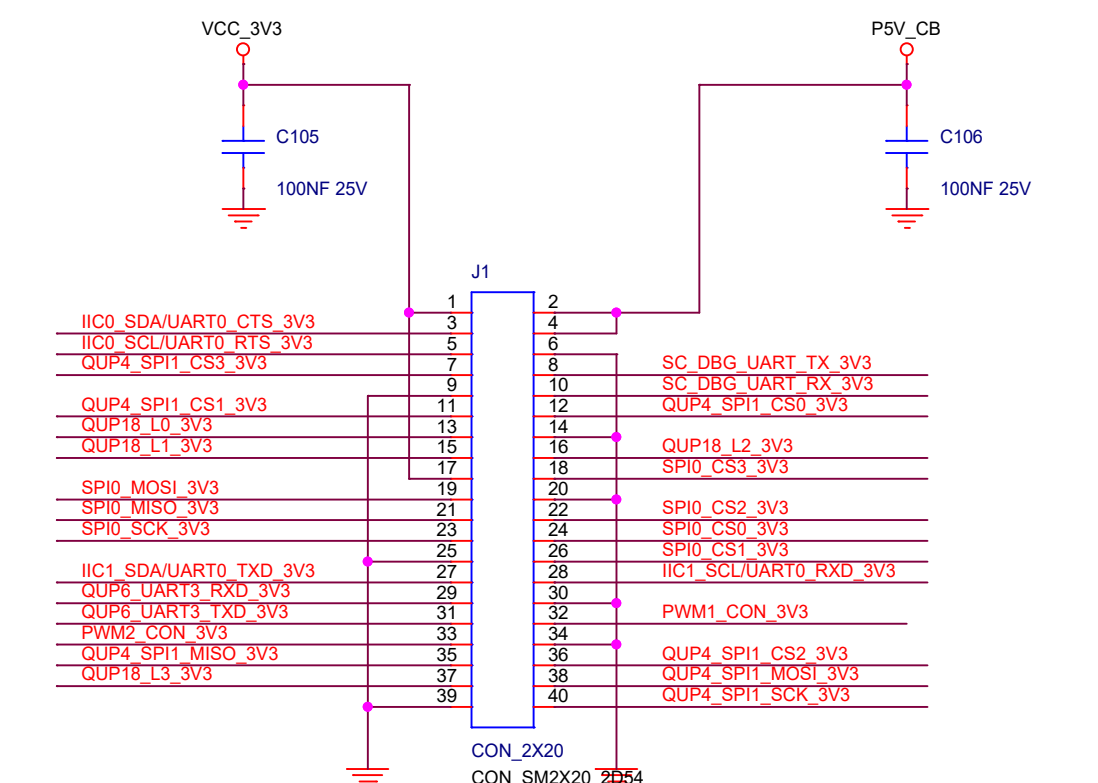 VCC_3V3
P5V_CB
C105
C106
100NF 25V
100NF 25V
J1
1
2
IIC0_SDA/UART0_CTS_3V3
3
4
IIC0_SCL/UART0_RTS_3V3
5
6
QUP4_SPI1_CS3_3V3
7
8
SC_DBG_UART_TX_3V3
9
10
SC_DBG_UART_RX_3V3
QUP4_SPI1_CS1_3V3
11
12
QUP4_SPI1_CS0_3V3
QUP18_L0_3V3
13
14
QUP18_L1_3V3
15
16
QUP18_L2_3V3
17
18
SPI0_CS3_3V3
SPI0_MOSI_3V3
19
20
SPI0_MISO_3V3
21
22
SPI0_CS2_3V3
SPI0_SCK_3V3
23
24
SPI0_CS0_3V3
25
26
SPI0_CS1_3V3
IIC1_SDA/UART0_TXD_3V3
27
28
IIC1_SCL/UART0_RXD_3V3
QUP6_UART3_RXD_3V3
29
30
QUP6_UART3_TXD_3V3
31
32
PWM1_CON_3V3
PWM2_CON_3V3
33
34
QUP4_SPI1_MISO_3V3
35
36
QUP4_SPI1_CS2_3V3
QUP18_L3_3V3
37
38
QUP4_SPI1_MOSI_3V3
39
40
QUP4_SPI1_SCK_3V3
CON_2X20
CON_SM2X20_2D54